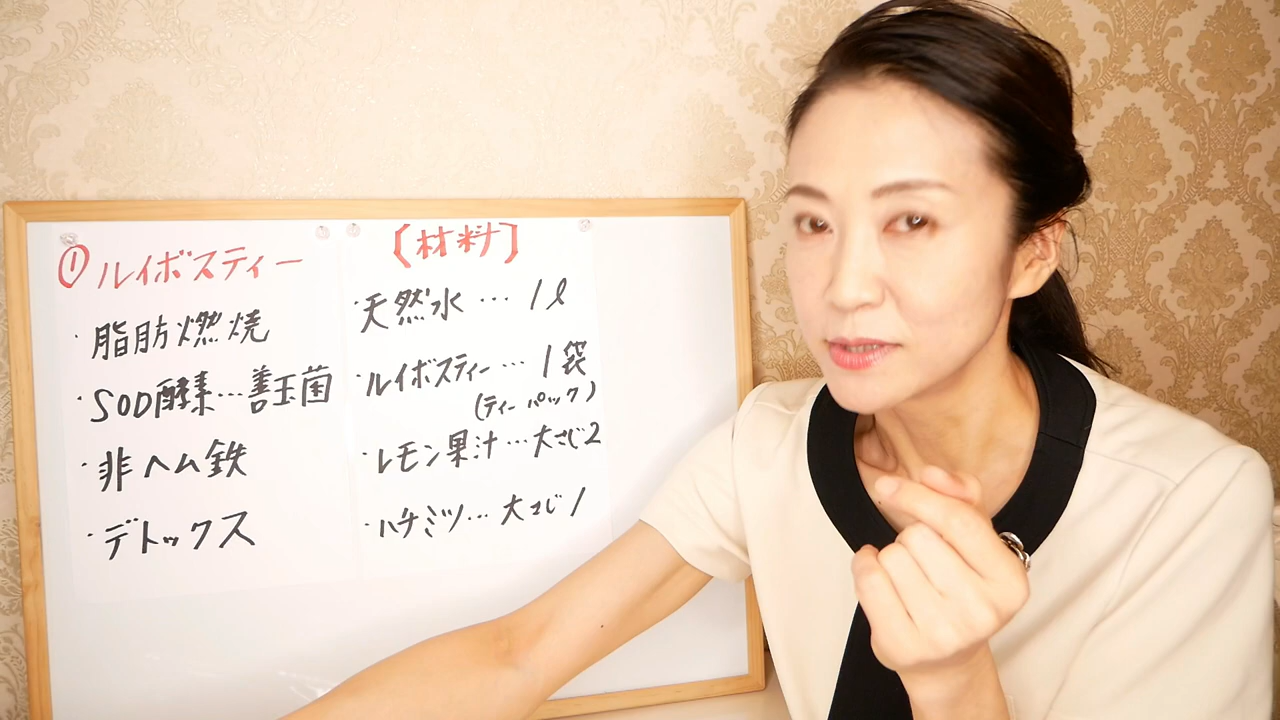 ① ルイボスティー
・脂肪燃焼
・SOD酵素…善玉菌
・非ヘム鉄
・デトックス
【材料】
・天然水… 1ℓ
・ルイボスティー… 1袋
(ティーパック)
・レモン果汁…大さじ2
・ハチミツ…大さじ1